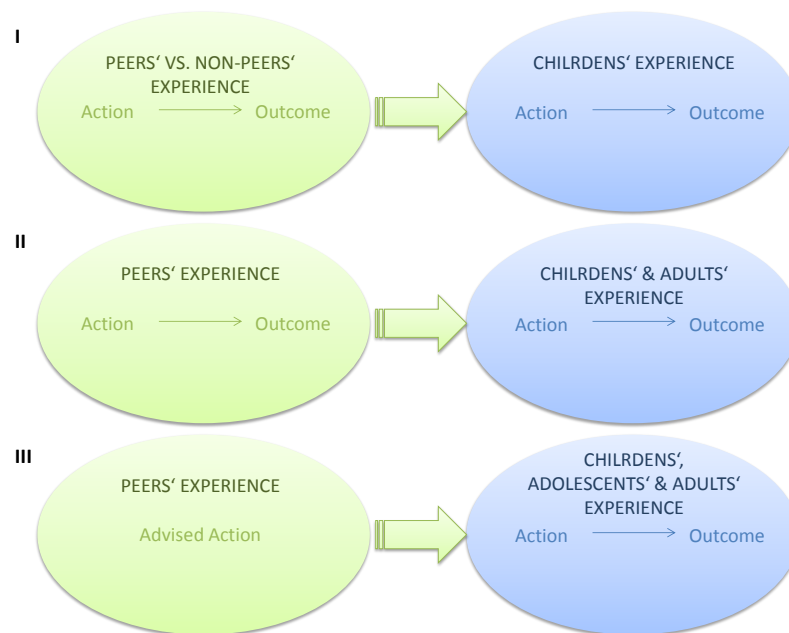 I
PEERS‘ VS. NON-PEERS‘
EXPERIENCE
Action Outcome
CHILRDENS‘ EXPERIENCE
Action Outcome
II
PEERS‘ EXPERIENCE
Action Outcome
CHILRDENS‘ & ADULTS‘
EXPERIENCE
Action Outcome
III
PEERS‘ EXPERIENCE
Advised Action
CHILRDENS‘,
ADOLESCENTS‘ & ADULTS‘
EXPERIENCE
Action Outcome